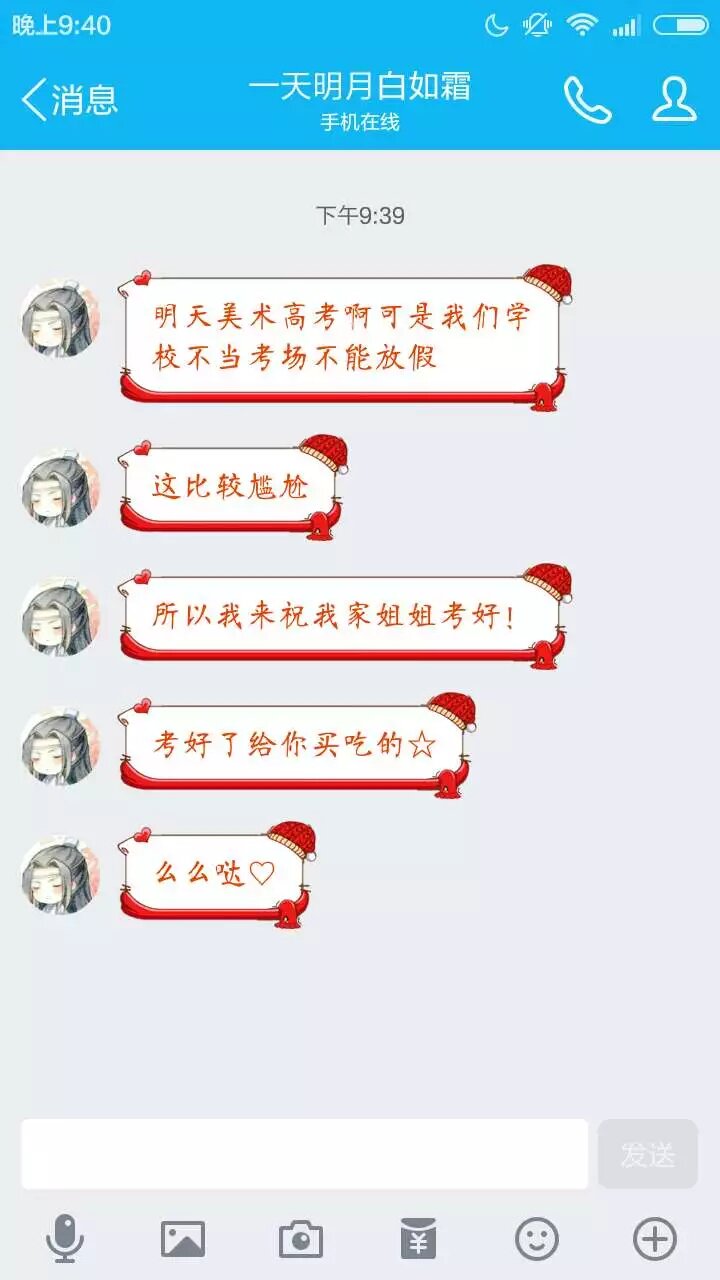 晚上9:40
消息
一天明月白如霜
手机在线
下午9:39
明天美术高考啊可是我们学
校不当考场不能放假
这比较尴尬
所以我来祝我家姐姐考好!
考好了给你买吃的☆
么么哒♡
发送